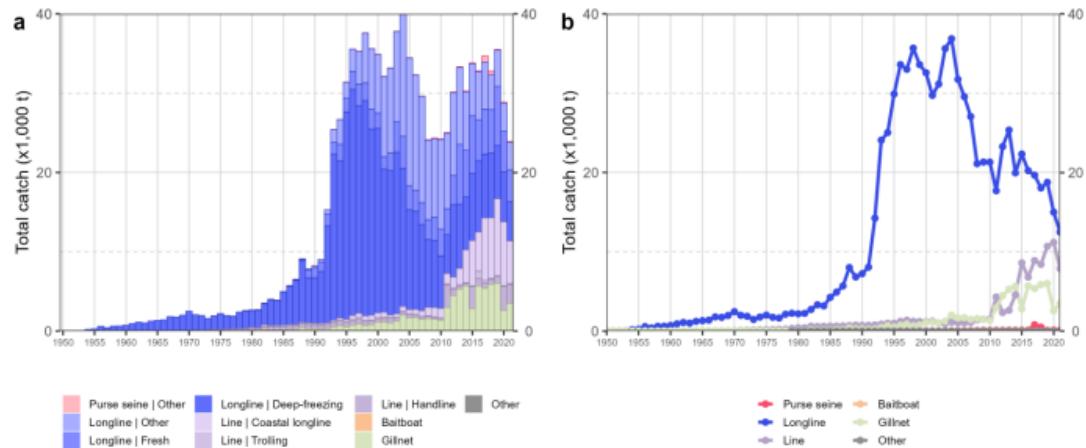 a
b
Total catch (x1,000 t)
40
20
0
40
20
0
1950 1955 1960 1965 1970 1975 1980 1985 1990 1995 2000 2005 2010 2015 2020
Total catch (x1,000 t)
40
20
0
40
20
0
1950 1955 1960 1965 1970 1975 1980 1985 1990 1995 2000 2005 2010 2015 2020
Purse seine | Other
Longline | Other
Longline | Fresh
Longline | Deep-freezing
Line | Coastal longline
Line | Trolling
Line | Handline
Baitboat
Gillnet
Other
Purse seine
Longline
Line
Baitboat
Gillnet
Other